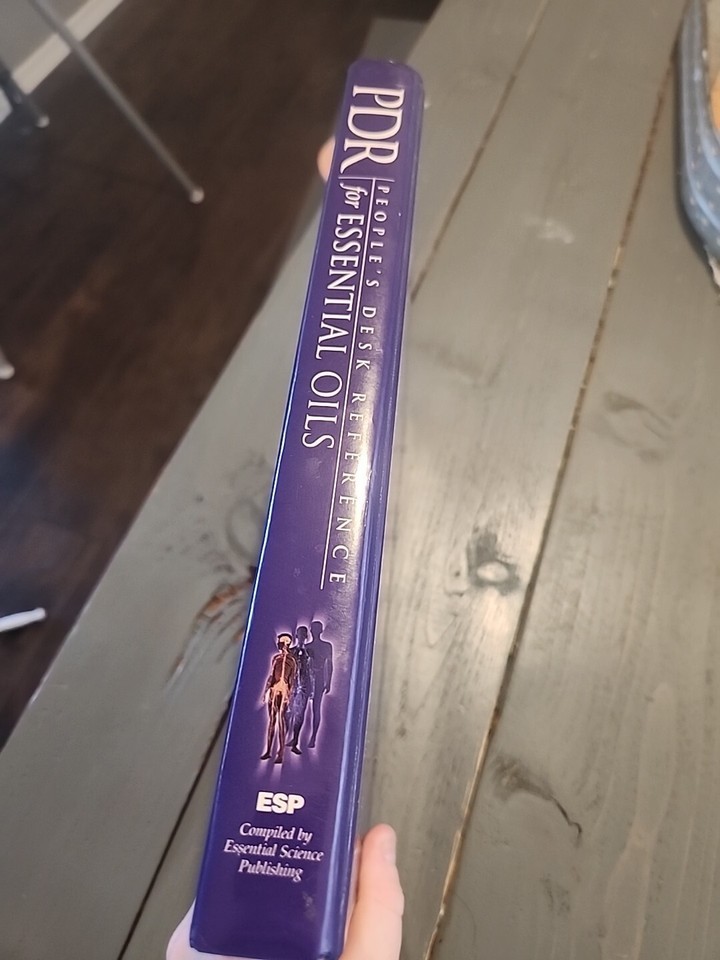 PDR
PEOPLE'S DESK REFERENCE
for ESSENTIAL OILS
ESP
Compiled by
Essential Science
Publishing